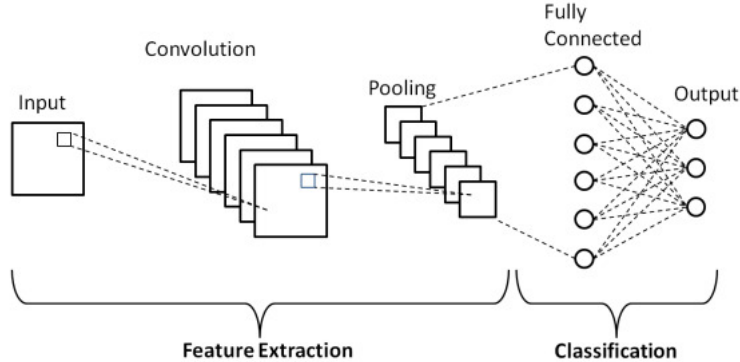 Input
Convolution
Pooling
Fully
Connected
Output
Feature Extraction
Classification